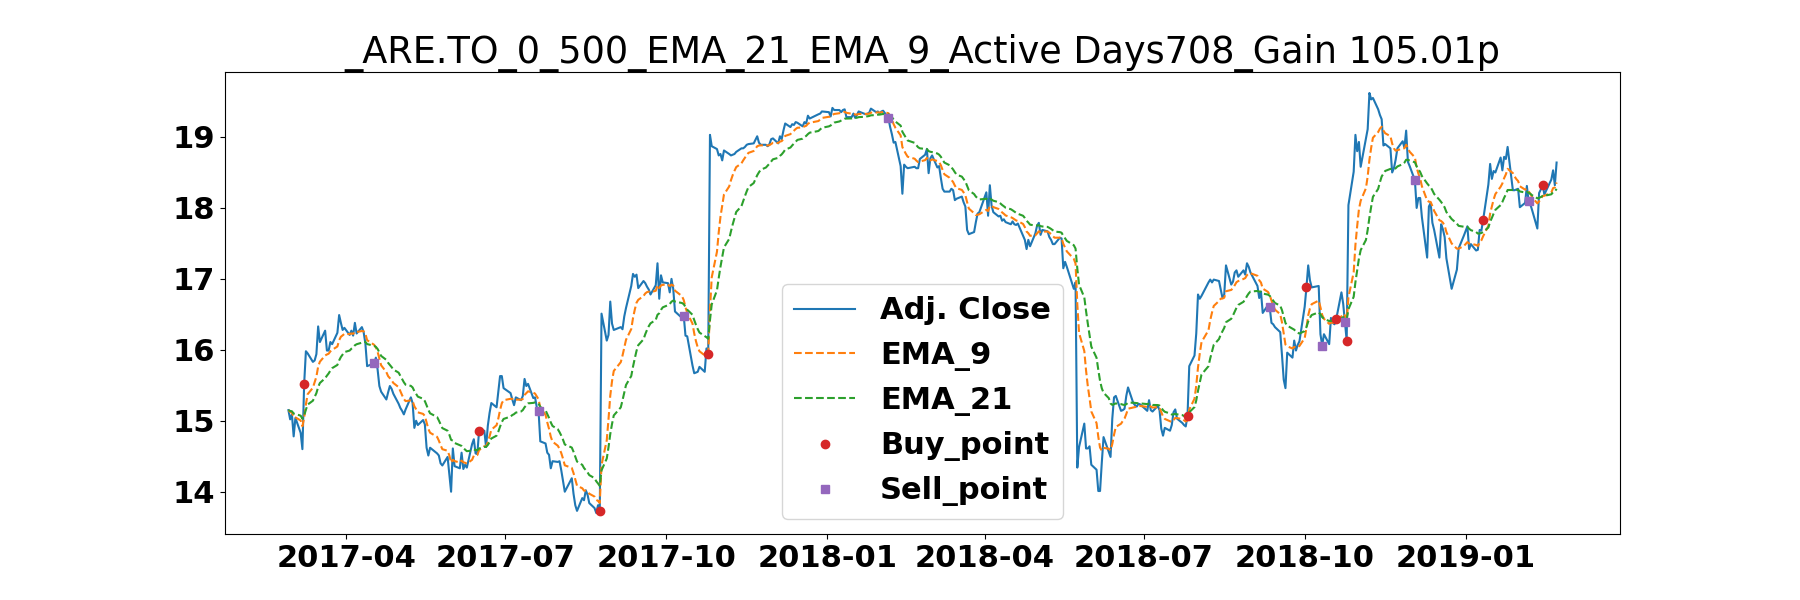 _ARE.TO_0_500_EMA_21_EMA_9_Active Days708_Gain 105.01p
19
18
17
16
15
14
Adj. Close
EMA_9
EMA_21
Buy_point
Sell_point
2017-04 2017-07 2017-10 2018-01 2018-04 2018-07 2018-10 2019-01